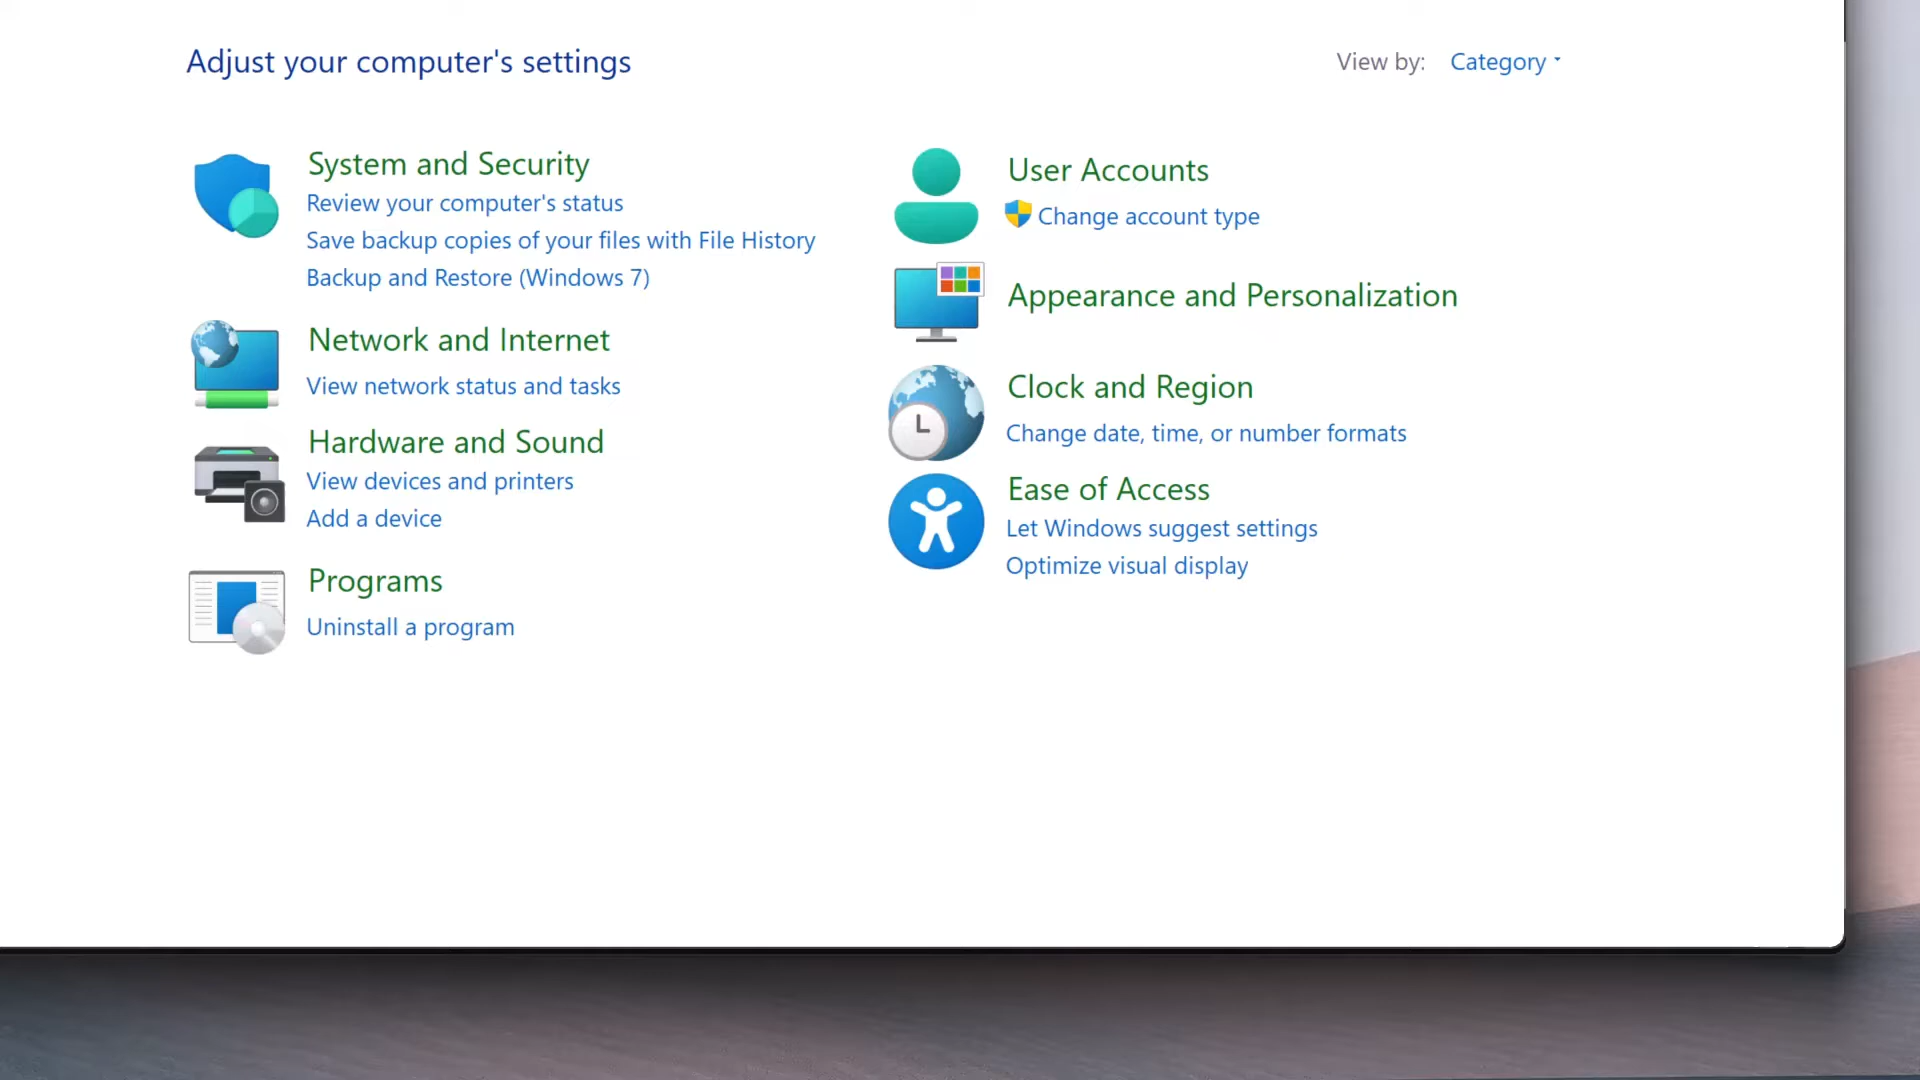 Adjust your computer's settings
View by: Category
System and Security
Review your computer's status
Save backup copies of your files with File History
Backup and Restore (Windows 7)
Network and Internet
View network status and tasks
Hardware and Sound
View devices and printers
Add a device
Programs
Uninstall a program
User Accounts
Change account type
Appearance and Personalization
Clock and Region
Change date, time, or number formats
Ease of Access
Let Windows suggest settings
Optimize visual display